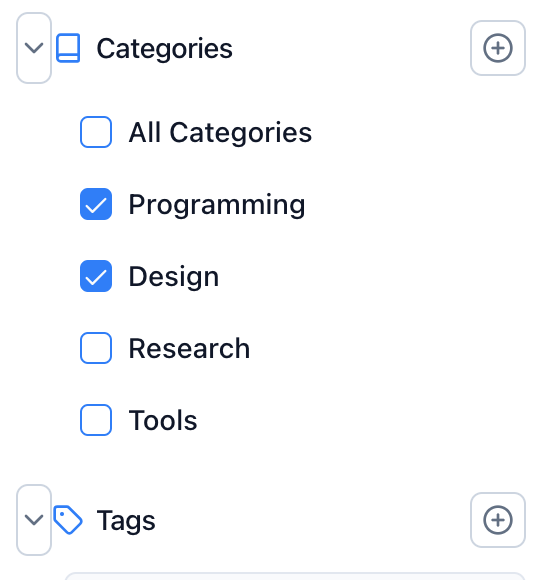 Categories
All Categories
Programming
Design
Research
Tools
Tags